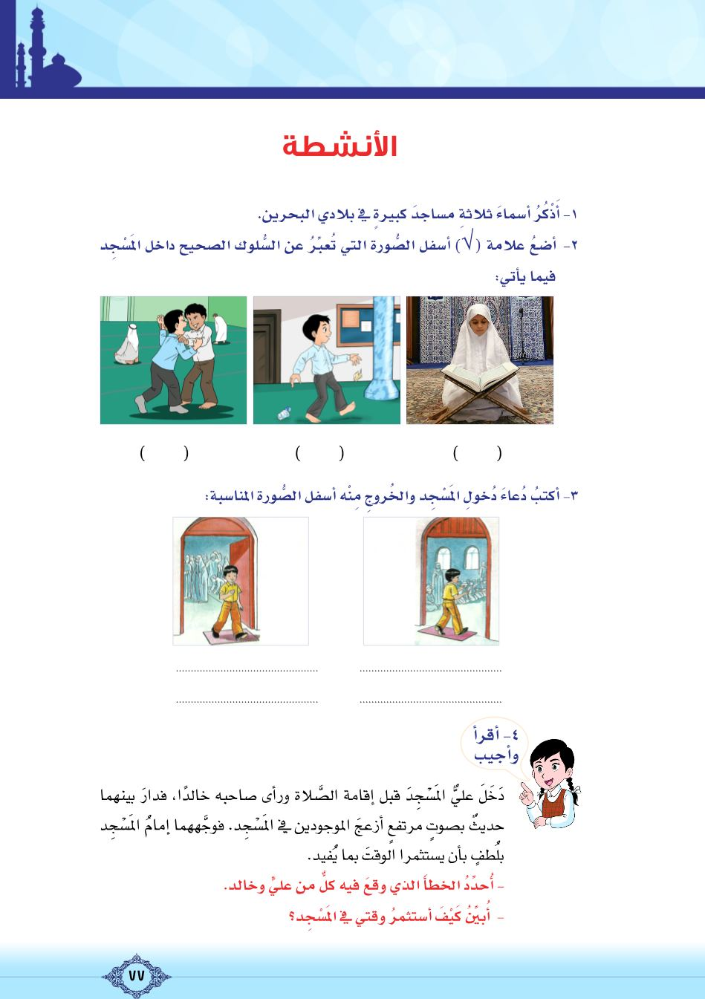 الأنشطة
١- أَذْكُرُ أسماءَ ثلاثةِ مساجدَ كبيرةٍ في بلادي البحرين.
٢- أضعُ علامة (√) أسفل الصُّورة التي تُعبِّرُ عن السُّلوك الصحيح داخل المَسْجِد
فيما يأتي:
( ) ( ) ( )
٣- أكتبُ دُعاءَ دُخولِ المَسْجِد والخُروجِ مِنْه أسفل الصُّورة المناسبة:
................................................ ................................................
................................................ ................................................
٤- أقرأ
وأجيب
دَخَلَ عليٌّ المَسْجِدَ قبل إقامة الصَّلاة ورأى صاحبه خالدًا، فدارَ بينهما
حديثٌ بصوتٍ مرتفعٍ أزعجَ الموجودين في المَسْجِد. فوجَّههما إمامُ المَسْجِد
بلُطفٍ بأن يستثمرا الوقتَ بما يُفيد.
- أُحدِّدُ الخطأَ الذي وقعَ فيه كلٌّ من عليٍّ وخالد.
- أُبيِّنُ كَيْفَ أستثمرُ وقتي في المَسْجِد؟
٧٧